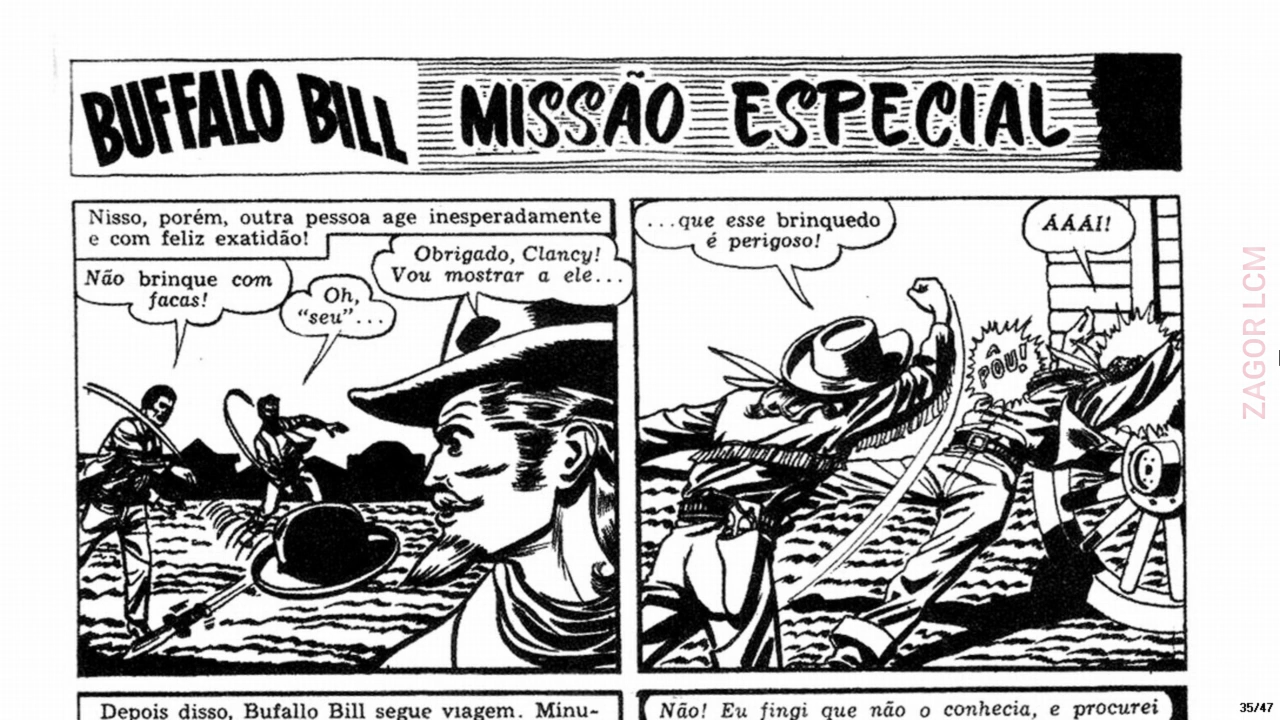 BUFFALO BILL
MISSÃO ESPECIAL
Nisso, porém, outra pessoa age inesperadamente
e com feliz exatidão!
Não brinque com
facas!
Oh,
"seu"...
Obrigado, Clancy!
Vou mostrar a ele...
...que esse brinquedo
é perigoso!
ÁÁÁI!
PÔU!
ZAGOR LCM
Depois disso, Bufallo Bill segue viagem. Minu-
Não! Eu fingi que não o conhecia, e procurei
35/47